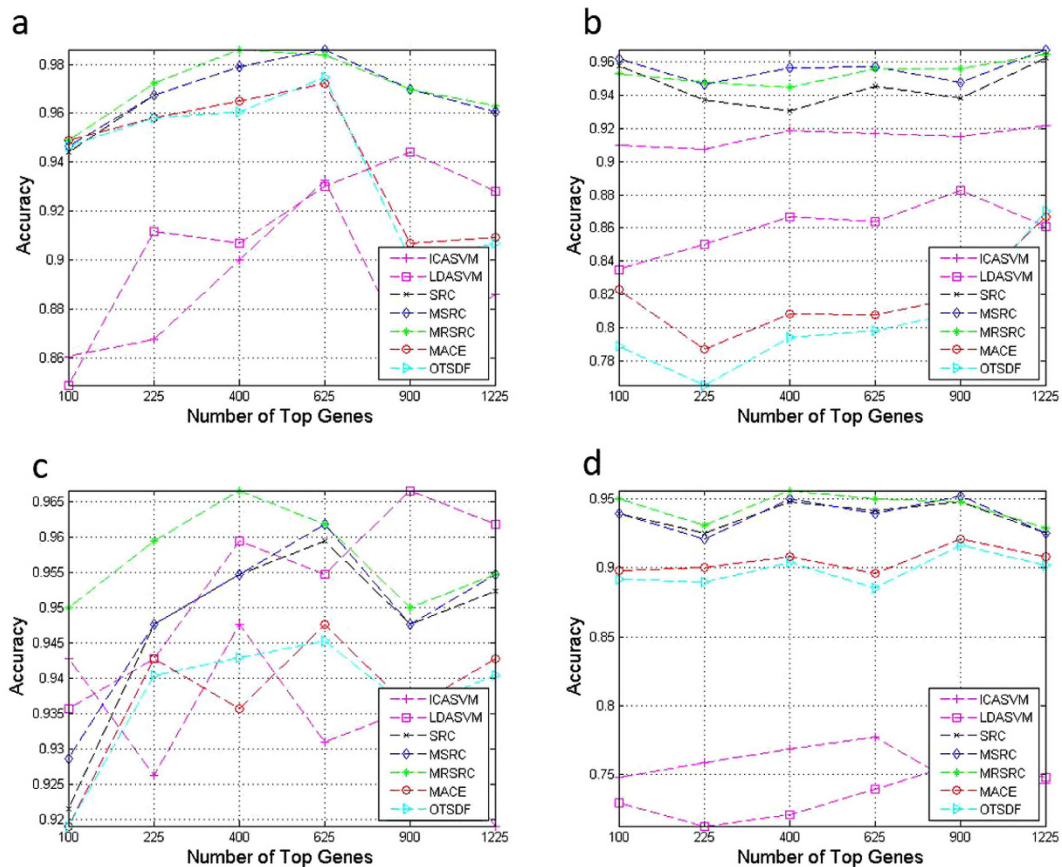 a
0.98
0.96
0.94
0.92
0.9
0.88
0.86
Accuracy
100 225 400 625 900 1225
Number of Top Genes
ICASVM
LDASVM
SRC
MSRC
MRSRC
MACE
OTSDF
b
0.96
0.94
0.92
0.9
0.88
0.86
0.84
0.82
0.8
0.78
Accuracy
100 225 400 625 900 1225
Number of Top Genes
ICASVM
LDASVM
SRC
MSRC
MRSRC
MACE
OTSDF
c
0.965
0.96
0.955
0.95
0.945
0.94
0.935
0.93
0.925
0.92
Accuracy
100 225 400 625 900 1225
Number of Top Genes
ICASVM
LDASVM
SRC
MSRC
MRSRC
MACE
OTSDF
d
0.95
0.9
0.85
0.8
0.75
Accuracy
100 225 400 625 900 1225
Number of Top Genes
ICASVM
LDASVM
SRC
MSRC
MRSRC
MACE
OTSDF